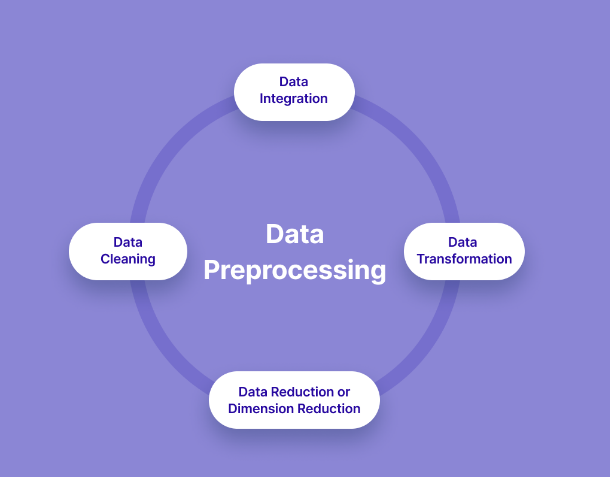 Data
Integration
Data
Cleaning
Data
Preprocessing
Data
Transformation
Data Reduction or
Dimension Reduction